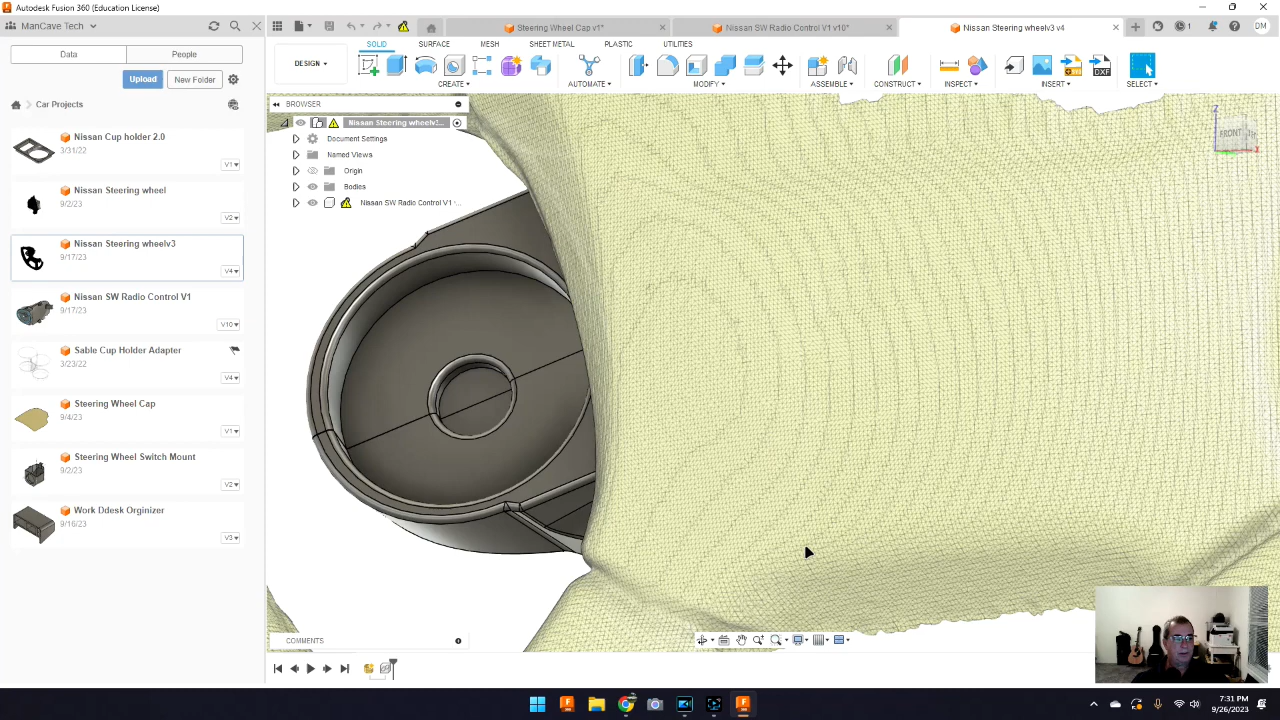 Autodesk Fusion 360 (Education License)
ManCave Tech
Steering Wheel Cap v1*
Nissan SW Radio Control V1 v10*
Nissan Steering wheelv3 v4
1
DM
Data
People
DESIGN
SOLID
SURFACE
MESH
SHEET METAL
PLASTIC
UTILITIES
Upload
New Folder
CREATE
AUTOMATE
MODIFY
ASSEMBLE
CONSTRUCT
INSPECT
INSERT
SELECT
DXF
Car Projects
BROWSER
Nissan Steering wheelv3...
Document Settings
Named Views
Origin
Bodies
Nissan SW Radio Control V1 ...
Z
FRONT
X
Nissan Cup holder 2.0
3/31/22
V1
Nissan Steering wheel
9/2/23
V2
Nissan Steering wheelv3
9/17/23
V4
Nissan SW Radio Control V1
9/17/23
V10
Sable Cup Holder Adapter
3/23/22
V4
Steering Wheel Cap
9/4/23
V1
Steering Wheel Switch Mount
9/2/23
V2
Work Ddesk Orginizer
9/16/23
V3
COMMENTS
7:31 PM
9/26/2023